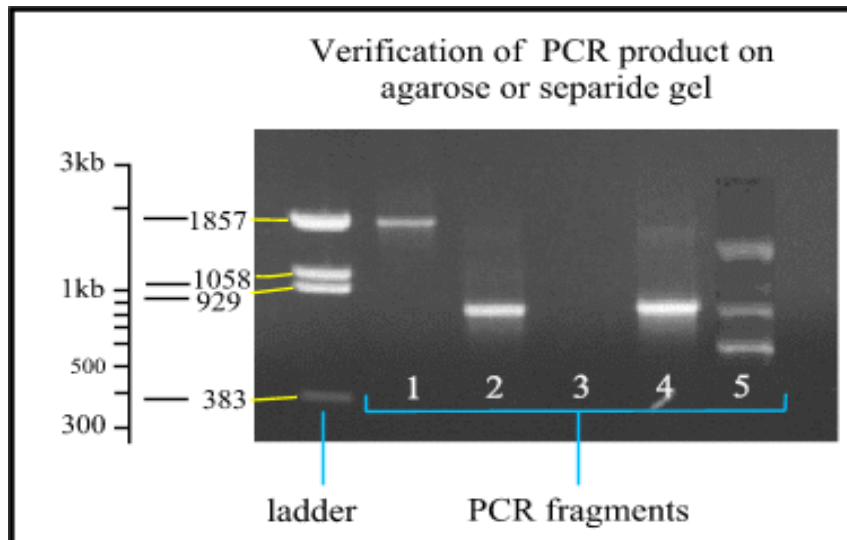 Verification of PCR product on
agarose or separide gel
3kb
1857
1058
1kb
929
500
383
300
1 2 3 4 5
ladder
PCR fragments